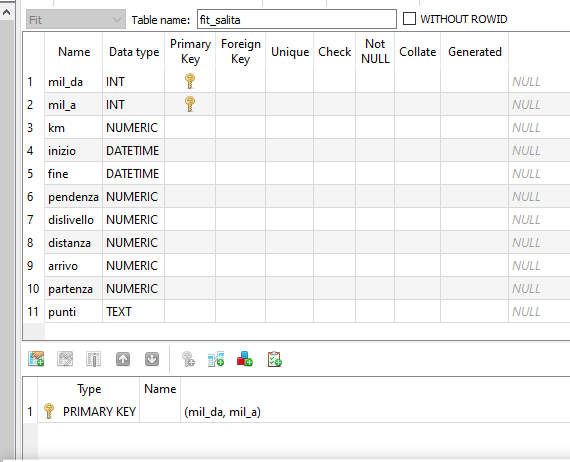 Fit Table name: fit_salita WITHOUT ROWID
Name Data type Primary Key Foreign Key Unique Check Not NULL Collate Generated
1 mil_da INT NULL
2 mil_a INT NULL
3 km NUMERIC NULL
4 inizio DATETIME NULL
5 fine DATETIME NULL
6 pendenza NUMERIC NULL
7 dislivello NUMERIC NULL
8 distanza NUMERIC NULL
9 arrivo NUMERIC NULL
10 partenza NUMERIC NULL
11 punti TEXT NULL
Type Name
1 PRIMARY KEY (mil_da, mil_a)